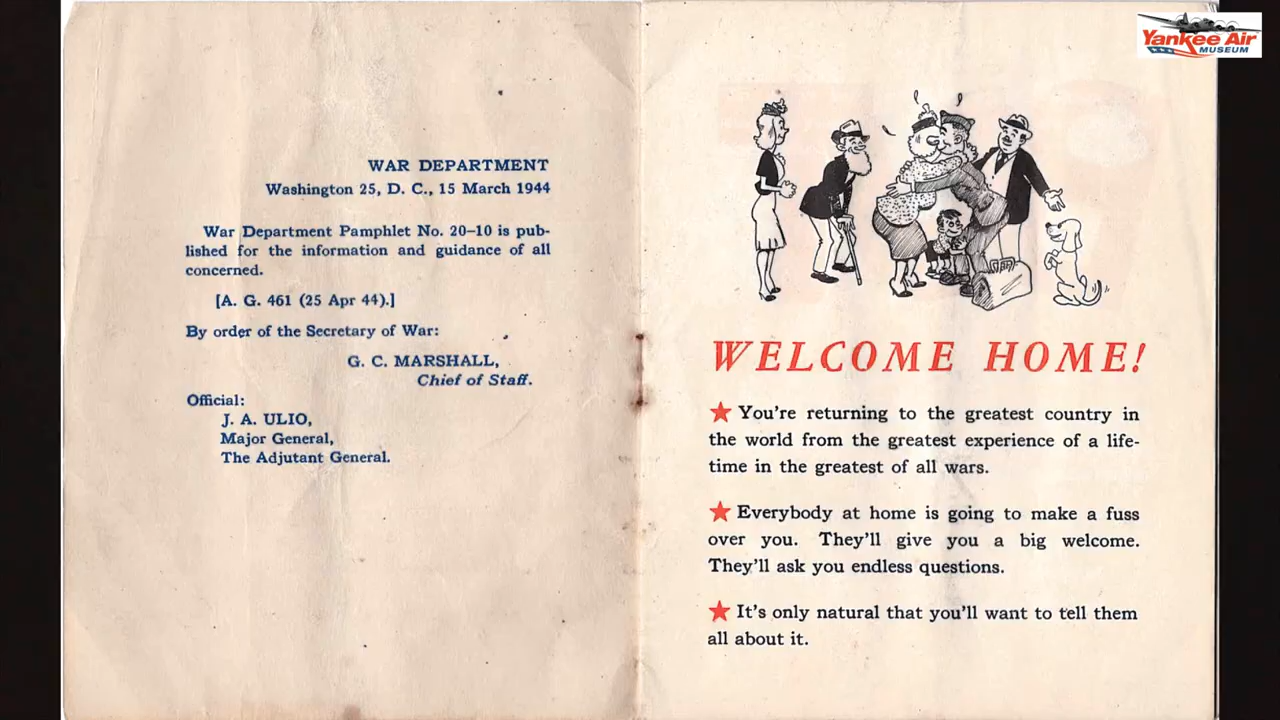 WAR DEPARTMENT
Washington 25, D. C., 15 March 1944
War Department Pamphlet No. 20–10 is pub-
lished for the information and guidance of all
concerned.
[A. G. 461 (25 Apr 44).]
By order of the Secretary of War:
G. C. MARSHALL,
Chief of Staff.
Official:
J. A. ULIO,
Major General,
The Adjutant General.
Yankee Air
MUSEUM
WELCOME HOME!
★ You're returning to the greatest country in
the world from the greatest experience of a life-
time in the greatest of all wars.
★ Everybody at home is going to make a fuss
over you. They'll give you a big welcome.
They'll ask you endless questions.
★ It's only natural that you'll want to tell them
all about it.